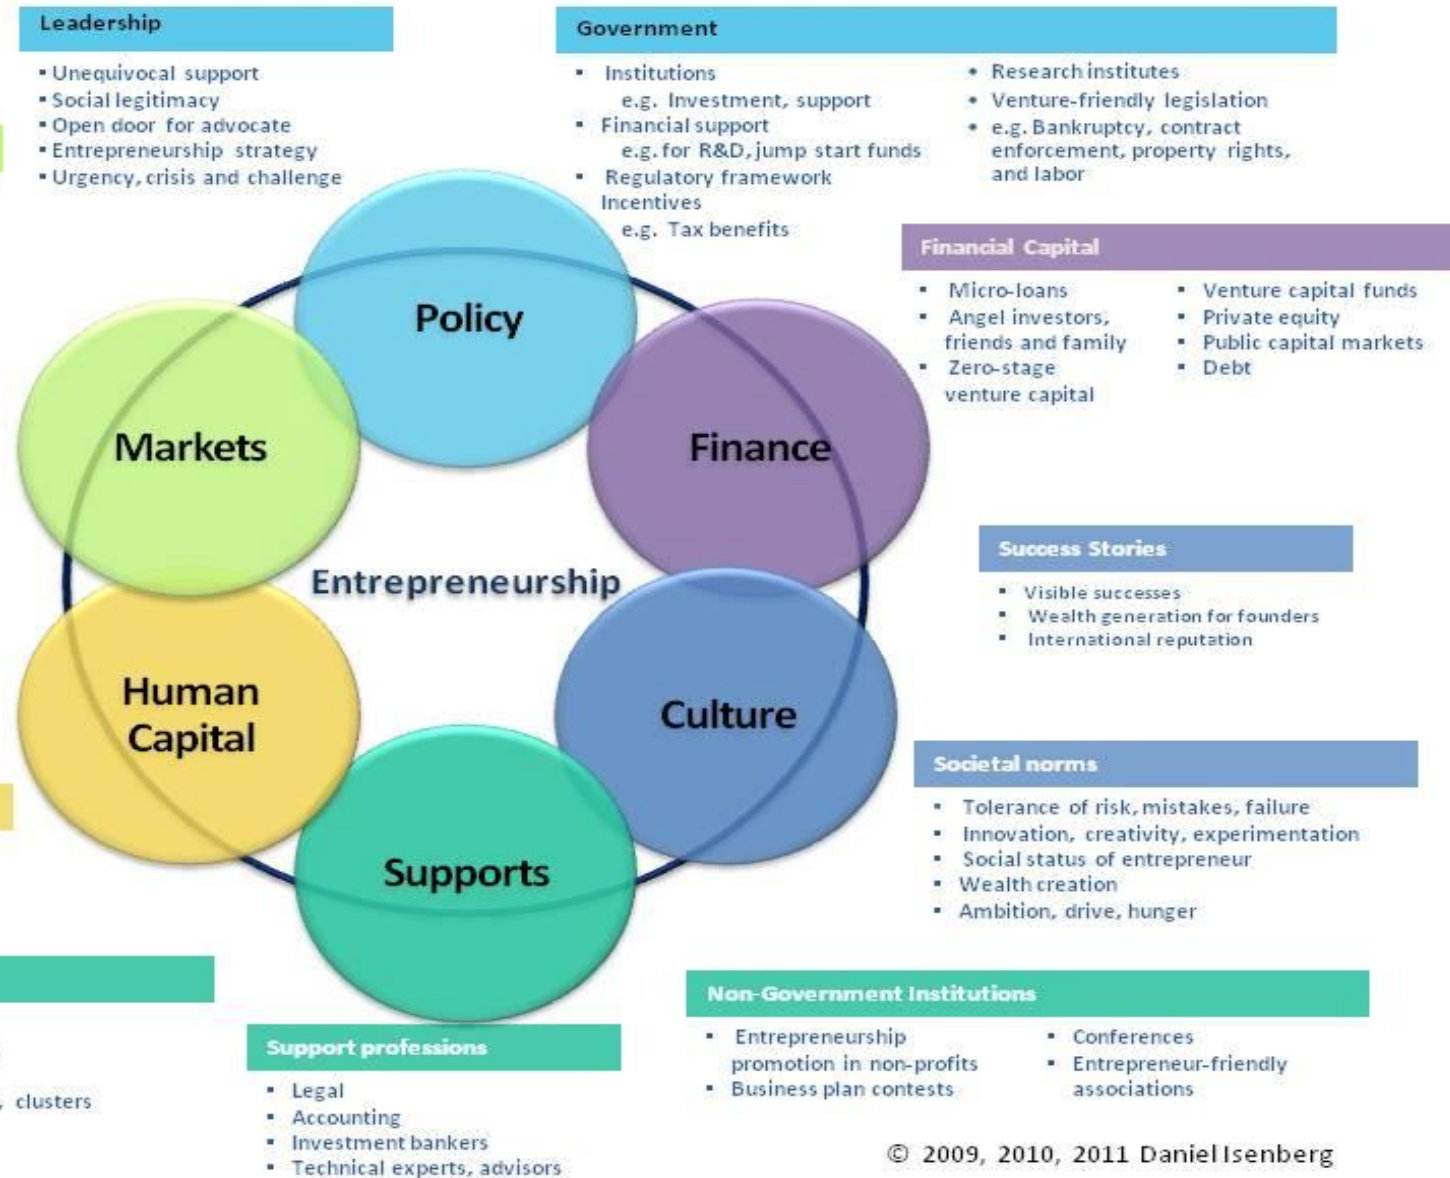 Leadership
▪ Unequivocal support
▪ Social legitimacy
▪ Open door for advocate
▪ Entrepreneurship strategy
▪ Urgency, crisis and challenge
Government
▪ Institutions
e.g. Investment, support
▪ Financial support
e.g. for R&D, jump start funds
▪ Regulatory framework
Incentives
e.g. Tax benefits
• Research institutes
• Venture-friendly legislation
• e.g. Bankruptcy, contract
enforcement, property rights,
and labor
Financial Capital
▪ Micro-loans
▪ Angel investors,
friends and family
▪ Zero-stage
venture capital
▪ Venture capital funds
▪ Private equity
▪ Public capital markets
▪ Debt
Policy
Markets
Finance
Entrepreneurship
Human
Capital
Culture
Supports
Success Stories
▪ Visible successes
▪ Wealth generation for founders
▪ International reputation
Societal norms
▪ Tolerance of risk, mistakes, failure
▪ Innovation, creativity, experimentation
▪ Social status of entrepreneur
▪ Wealth creation
▪ Ambition, drive, hunger
Non-Government Institutions
▪ Entrepreneurship
promotion in non-profits
▪ Business plan contests
▪ Conferences
▪ Entrepreneur-friendly
associations
, clusters
Support professions
▪ Legal
▪ Accounting
▪ Investment bankers
▪ Technical experts, advisors
© 2009, 2010, 2011 Daniel Isenberg